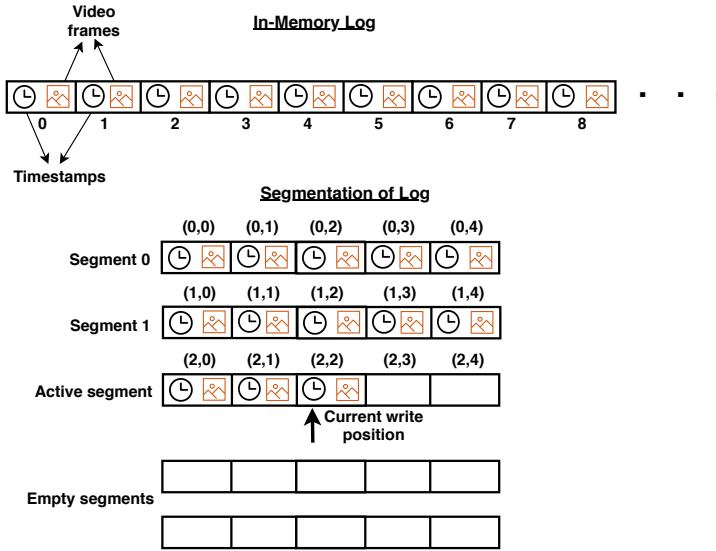 Video
frames
In-Memory Log
0 1 2 3 4 5 6 7 8
Timestamps
Segmentation of Log
(0,0) (0,1) (0,2) (0,3) (0,4)
Segment 0
(1,0) (1,1) (1,2) (1,3) (1,4)
Segment 1
(2,0) (2,1) (2,2) (2,3) (2,4)
Active segment
Current write
position
Empty segments